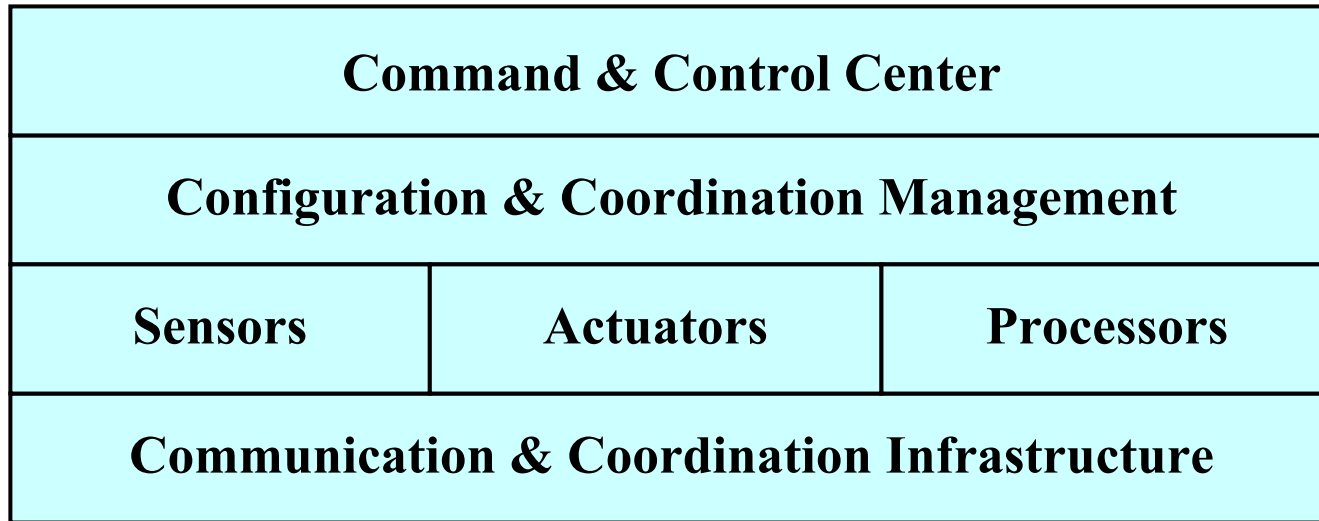 Command & Control Center
Configuration & Coordination Management
Sensors
Actuators
Processors
Communication & Coordination Infrastructure